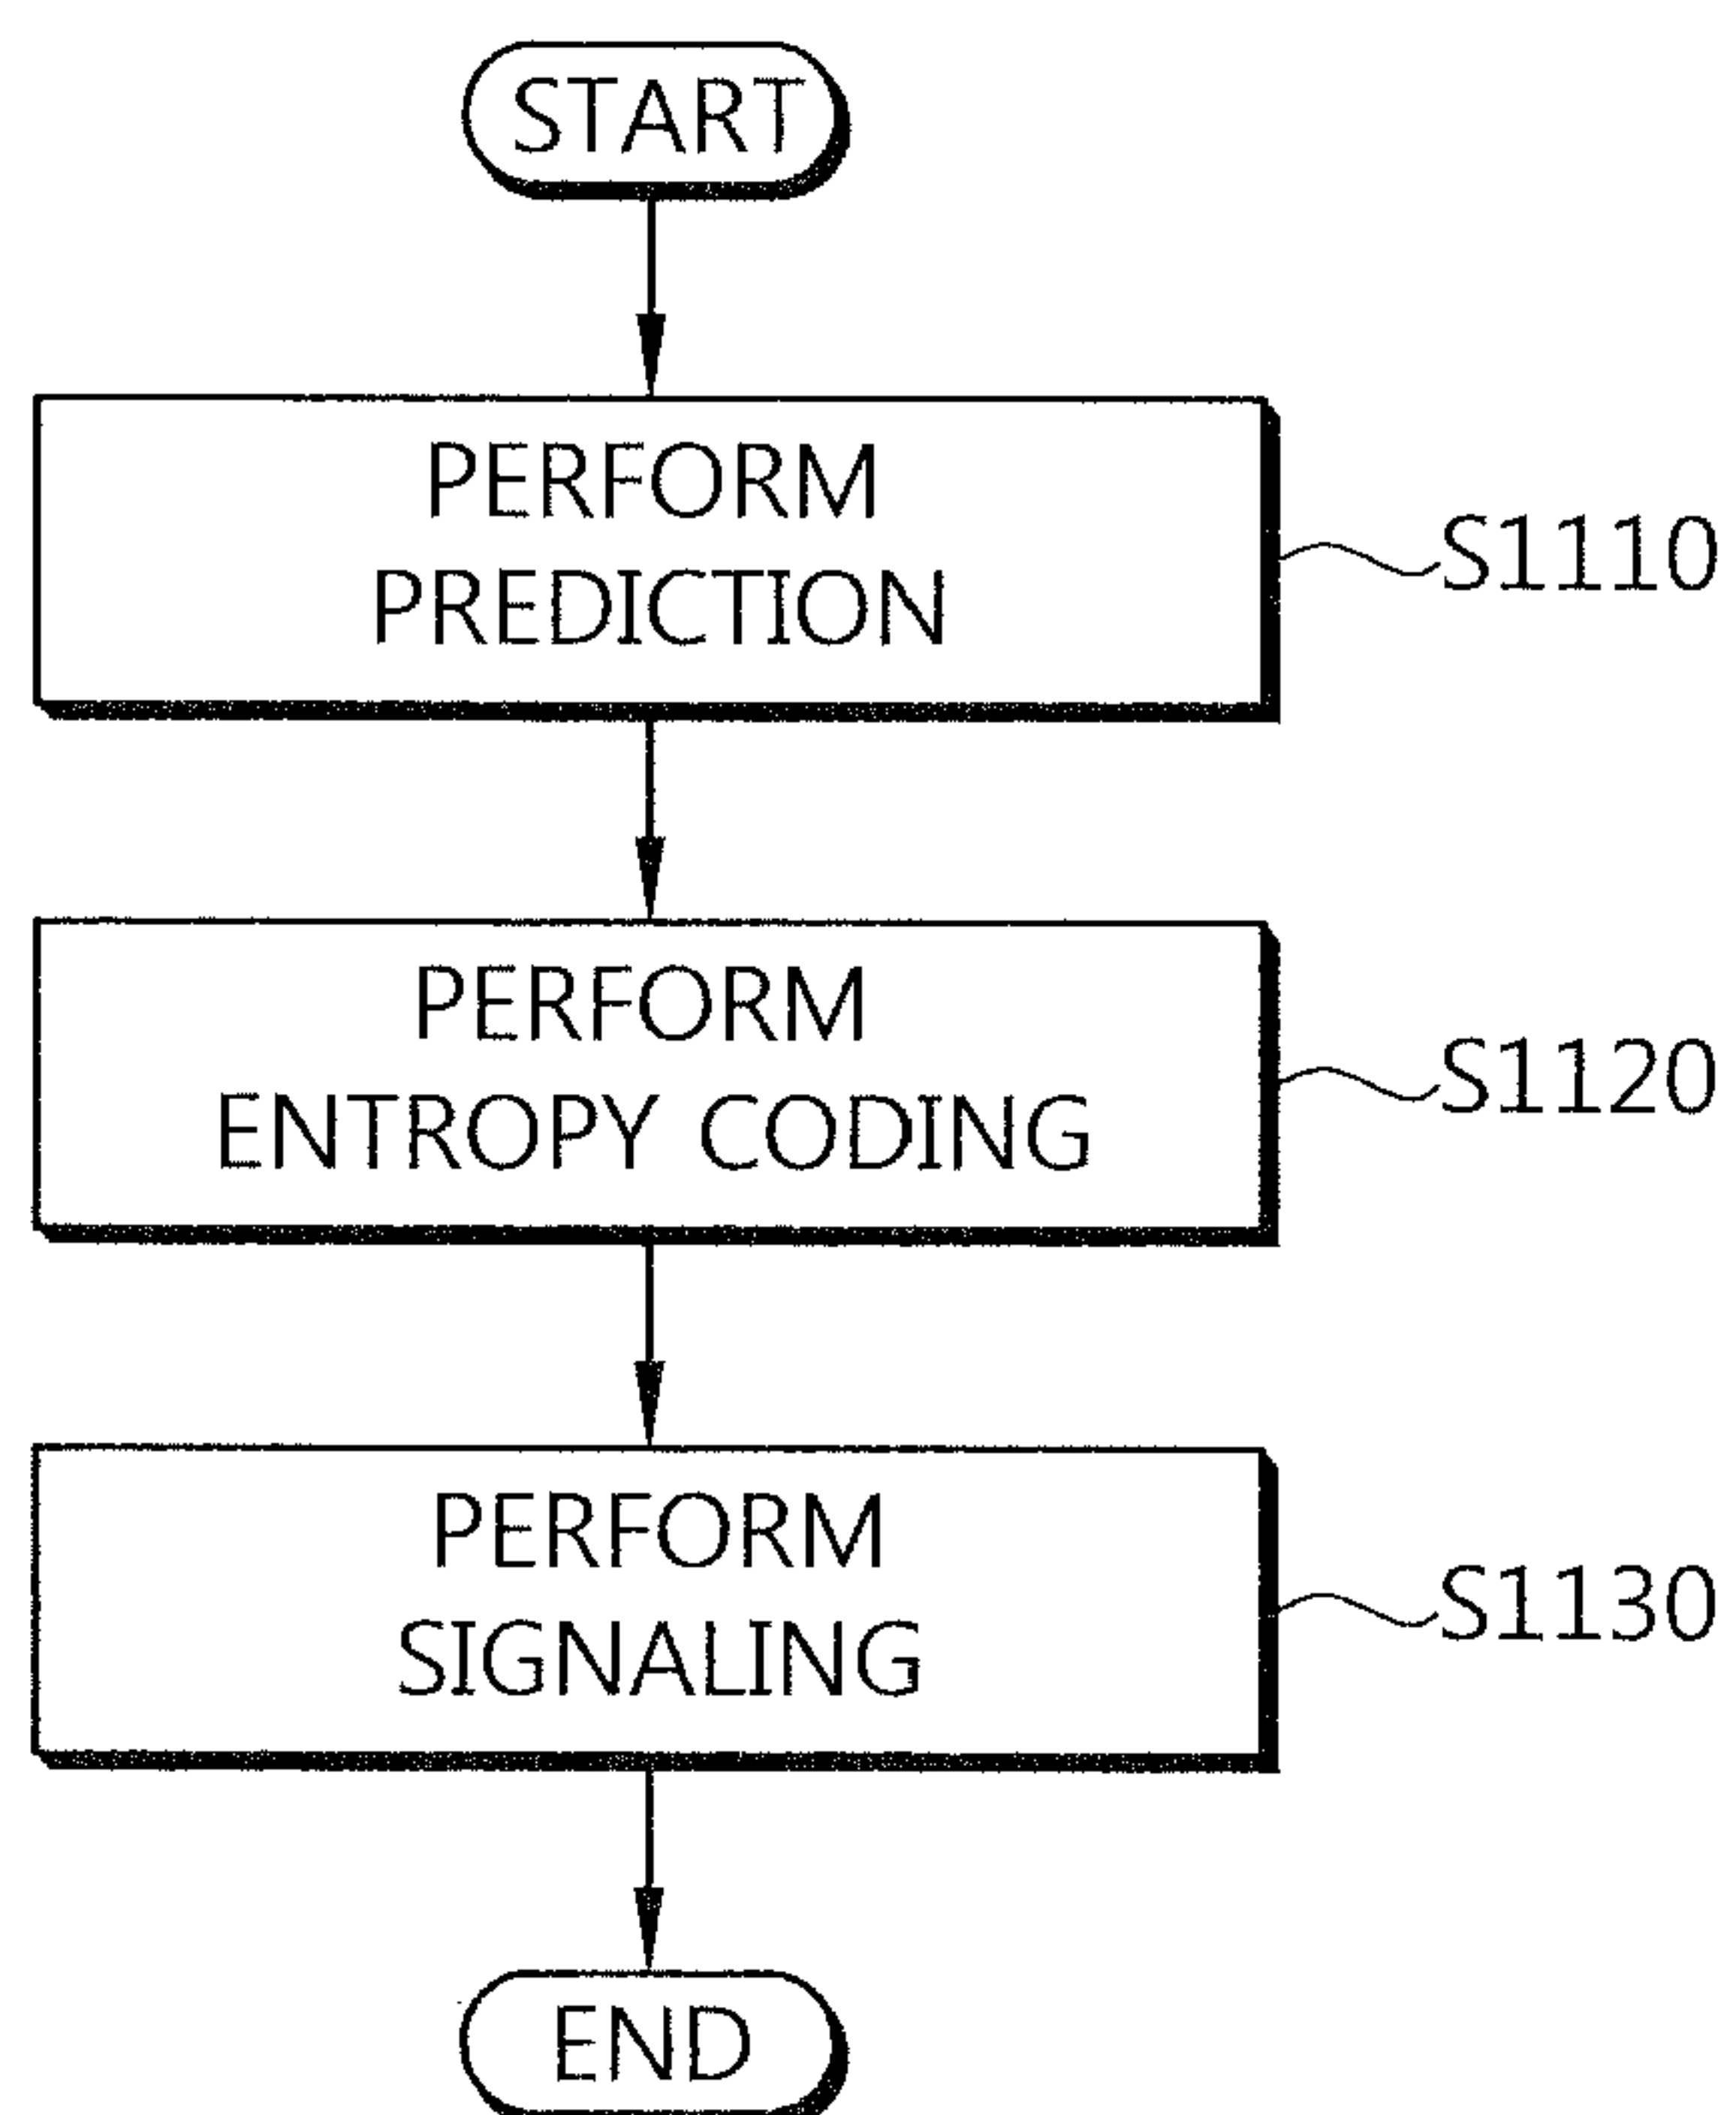 START
PERFORM
PREDICTION
S1110
PERFORM
ENTROPY CODING
S1120
PERFORM
SIGNALING
S1130
END